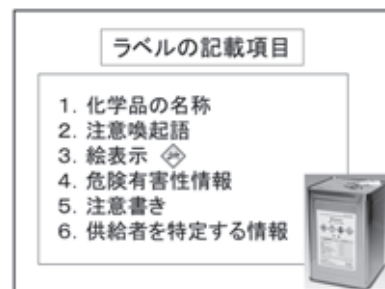 ラベルの記載項目
1. 化学品の名称
2. 注意喚起語
3. 絵表示
4. 危険有害性情報
5. 注意書き
6. 供給者を特定する情報